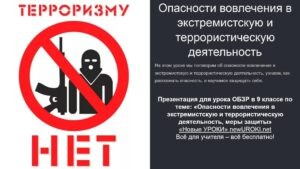 ТЕРРОРИЗМУ
НЕТ
Опасности вовлечения в
экстремистскую и
террористическую
деятельность
На этом уроке мы поговорим об опасности вовлечения в
экстремистскую и террористическую деятельность, узнаем, как
распознать опасность, и научимся защищать себя.
Презентация для урока ОБЗР в 9 классе по
теме: «Опасности вовлечения в
экстремистскую и террористическую
деятельность, меры защиты»
«Новые УРОКИ» newUROKI.net
Всё для учителя – всё бесплатно!